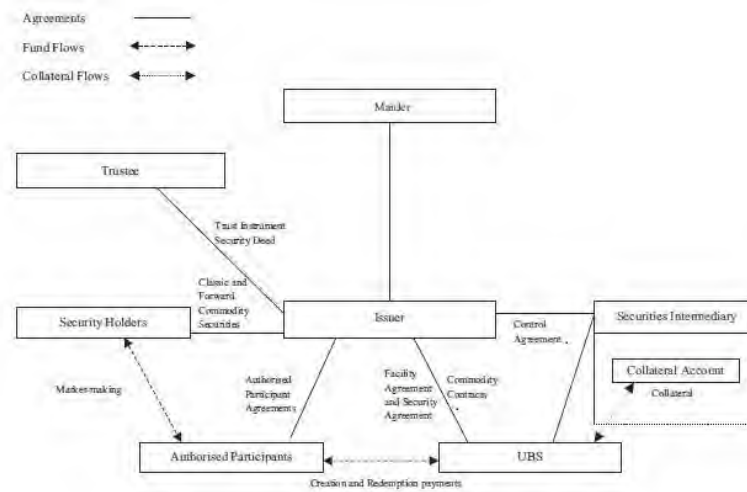 Agreements
Fund Flows
Collateral Flows
Trustee
Trust Instrument
Security Deed
Classic and
Forward
Commodity
Securities
Security Holders
Issuer
Control
Agreement
Securities Intermediary
Collateral Account
Collateral
Market-making
Authorised
Participant
Agreements
Facility
Agreement
and Security
Agreement
Commodity
Contracts
Authorised Participants
UBS
Creation and Redemption payments